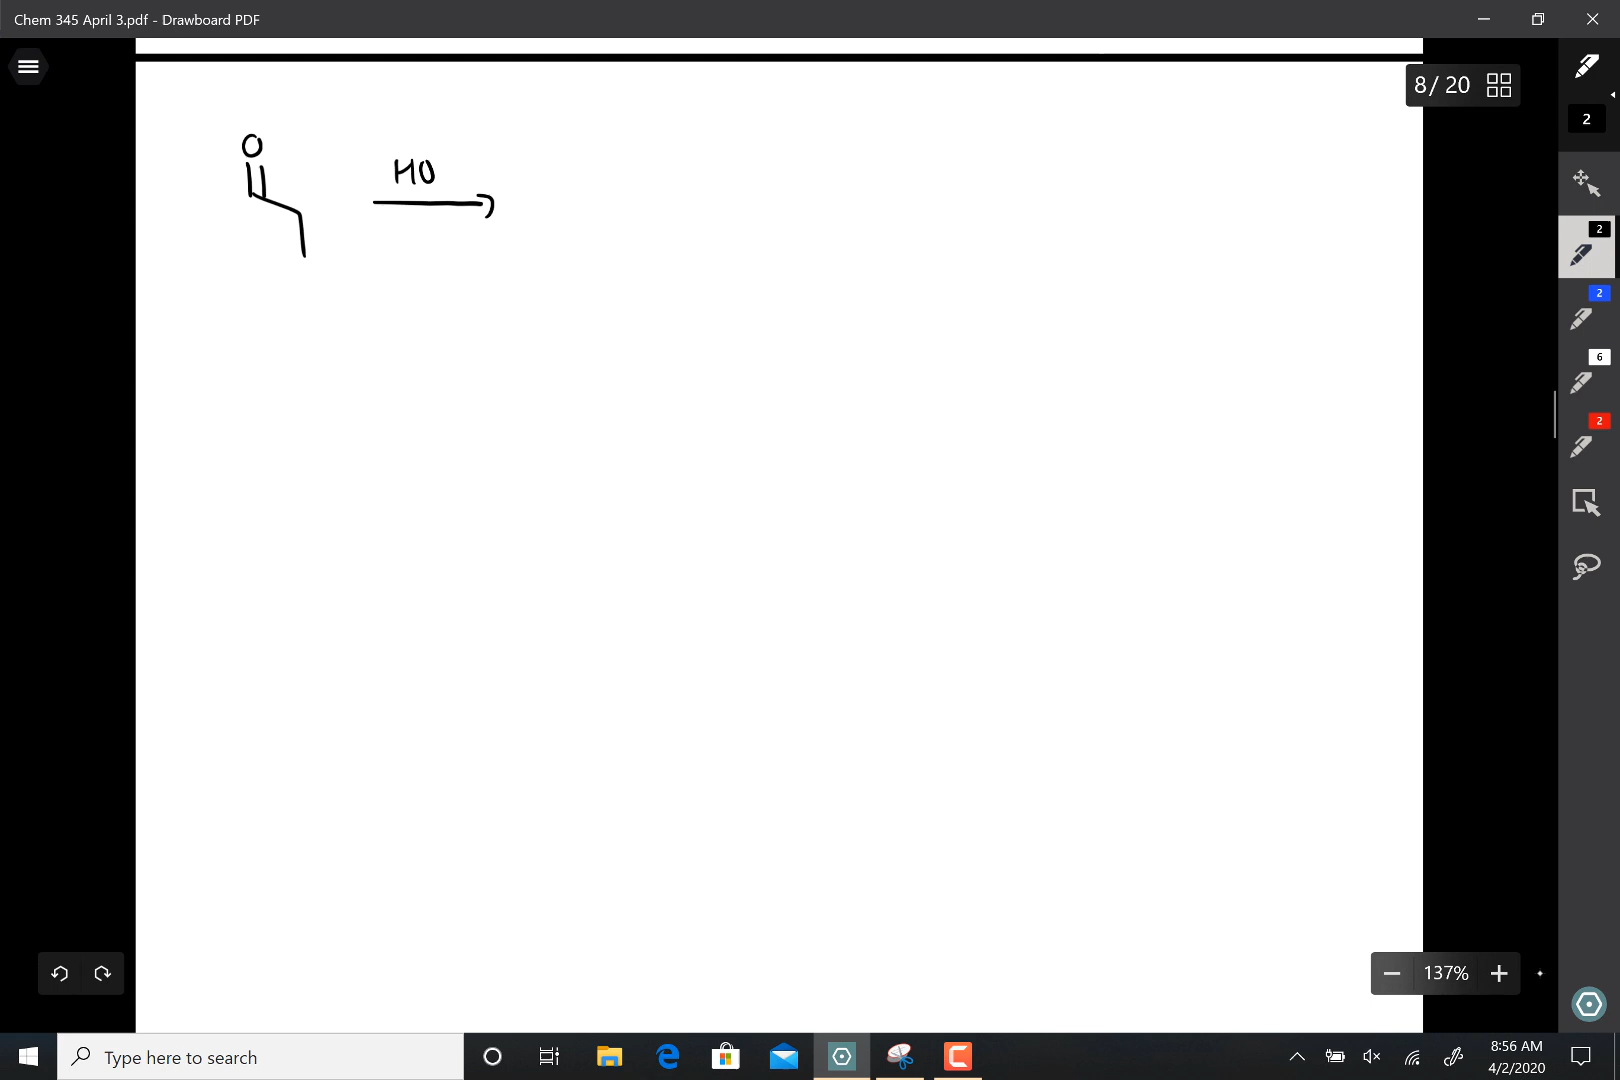 Chem 345 April 3.pdf - Drawboard PDF
8 / 20
2
O
HO
2
2
6
2
137%
Type here to search
8:56 AM
4/2/2020